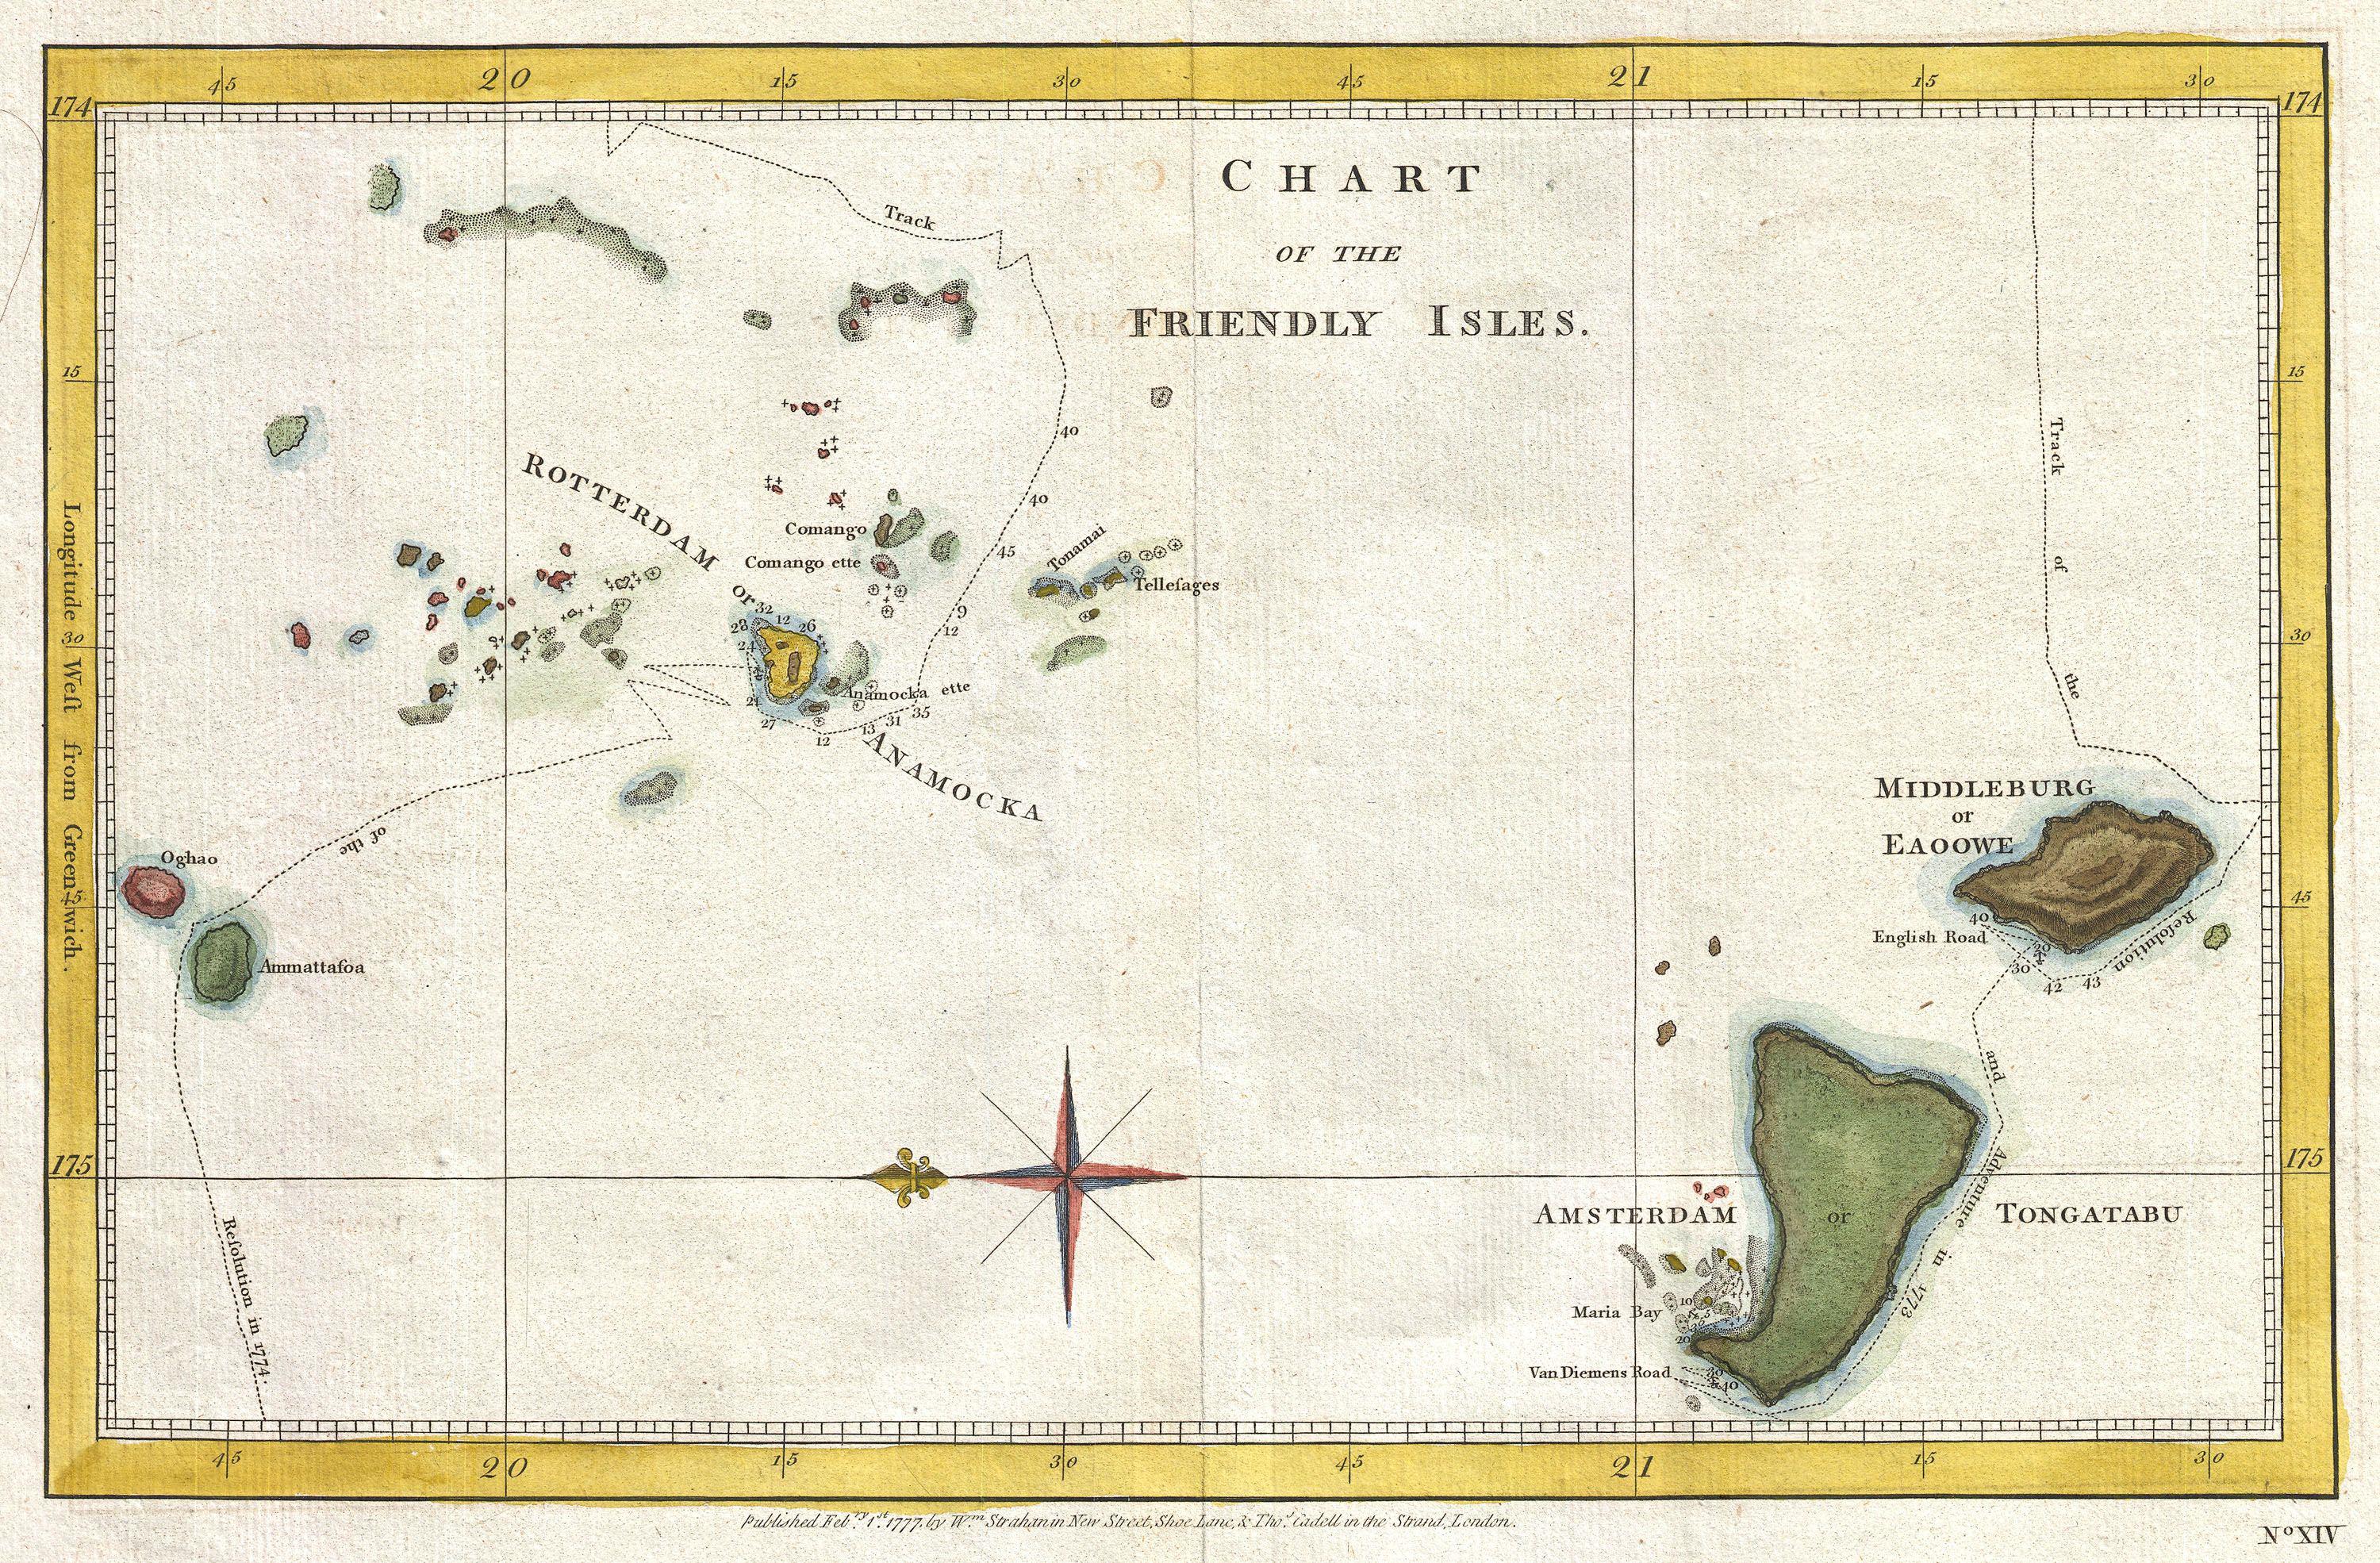 45 20 15 30 45 21 15 30
174 174
CHART
OF THE
FRIENDLY ISLES.
Track
15 15
40
ROTTERDAM
40
Track of the
Comango
45
Tonamai
Comango ette
Tellesages
or
32
12
28
26
9
12
24
30 30
Anamocka ette
21
27
12
13
31
35
ANAMOCKA
MIDDLEBURG
or
EAOOWE
of the
Oghao
45 45
40
English Road
20
30
42
43
Resolution
Ammattafoa
Longitude West from Greenwich.
and
175 175
Adventure
AMSTERDAM or TONGATABU
in
1773
Resolution in 1774.
Maria Bay
10
20
Van Diemens Road
30
40
45 20 15 30 45 21 15 30
Published Feb.ry 1.st 1777, by W.m Strahan in New Street, Shoe Lane, & Tho.s Cadell in the Strand, London.
No XIV